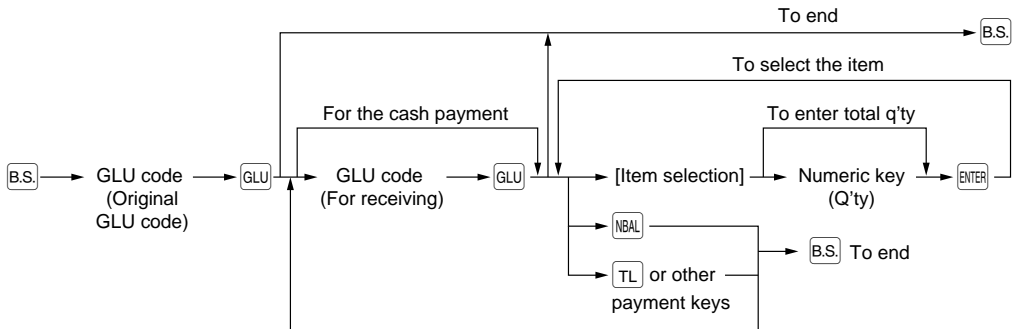 To end
B.S.
To select the item
For the cash payment
To enter total q'ty
B.S.
GLU code
(Original
GLU code)
GLU
GLU code
(For receiving)
GLU
[Item selection]
Numeric key
(Q'ty)
ENTER
NBAL
B.S. To end
TL or other
payment keys